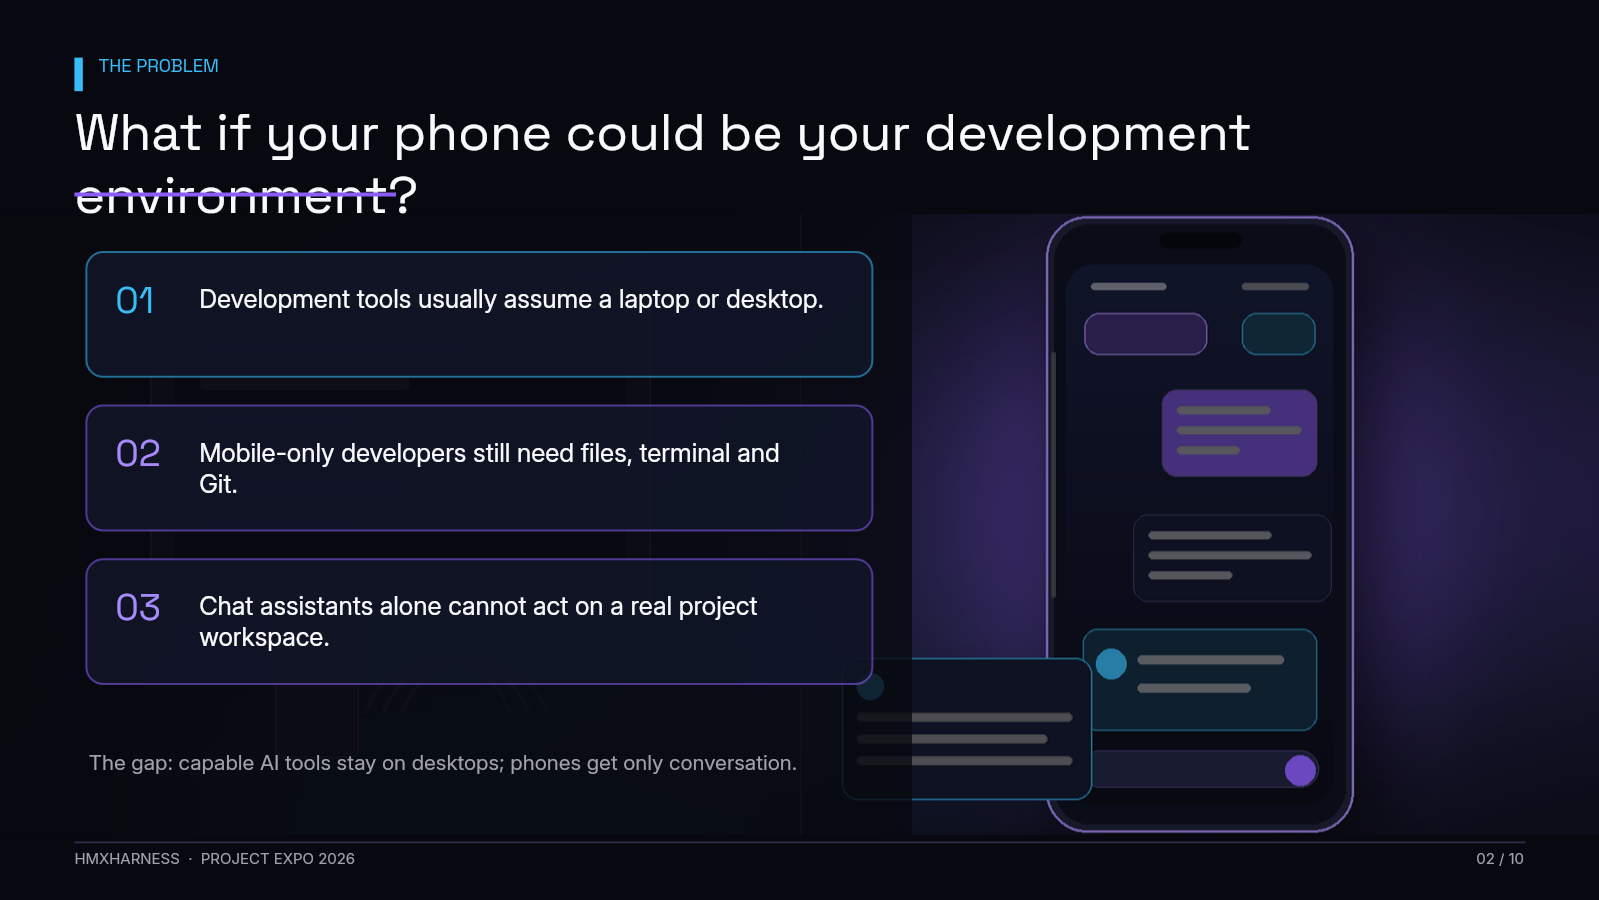 THE PROBLEM
What if your phone could be your development
environment?
01
Development tools usually assume a laptop or desktop.
02
Mobile-only developers still need files, terminal and
Git.
03
Chat assistants alone cannot act on a real project
workspace.
The gap: capable AI tools stay on desktops; phones get only conversation.
HMXHARNESS · PROJECT EXPO 2026
02 / 10